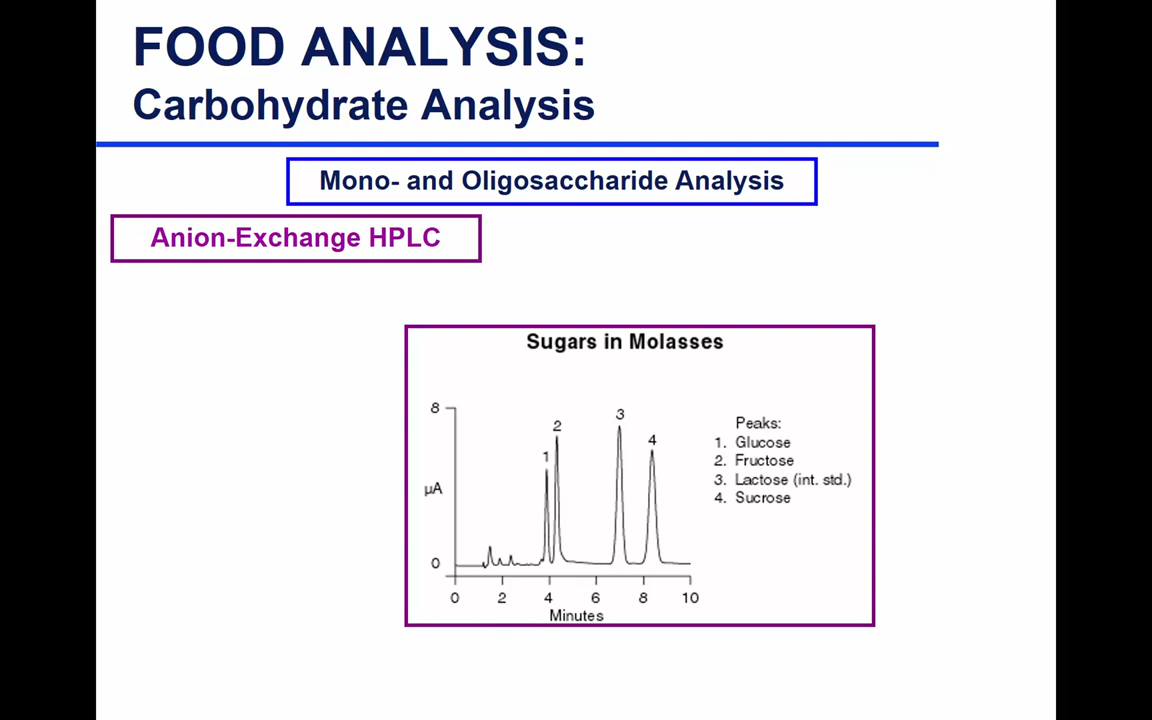 FOOD ANALYSIS:
Carbohydrate Analysis
Mono- and Oligosaccharide Analysis
Anion-Exchange HPLC
Sugars in Molasses
8
µA
0
1
2
3
4
Peaks:
1. Glucose
2. Fructose
3. Lactose (int. std.)
4. Sucrose
0 2 4 6 8 10
Minutes